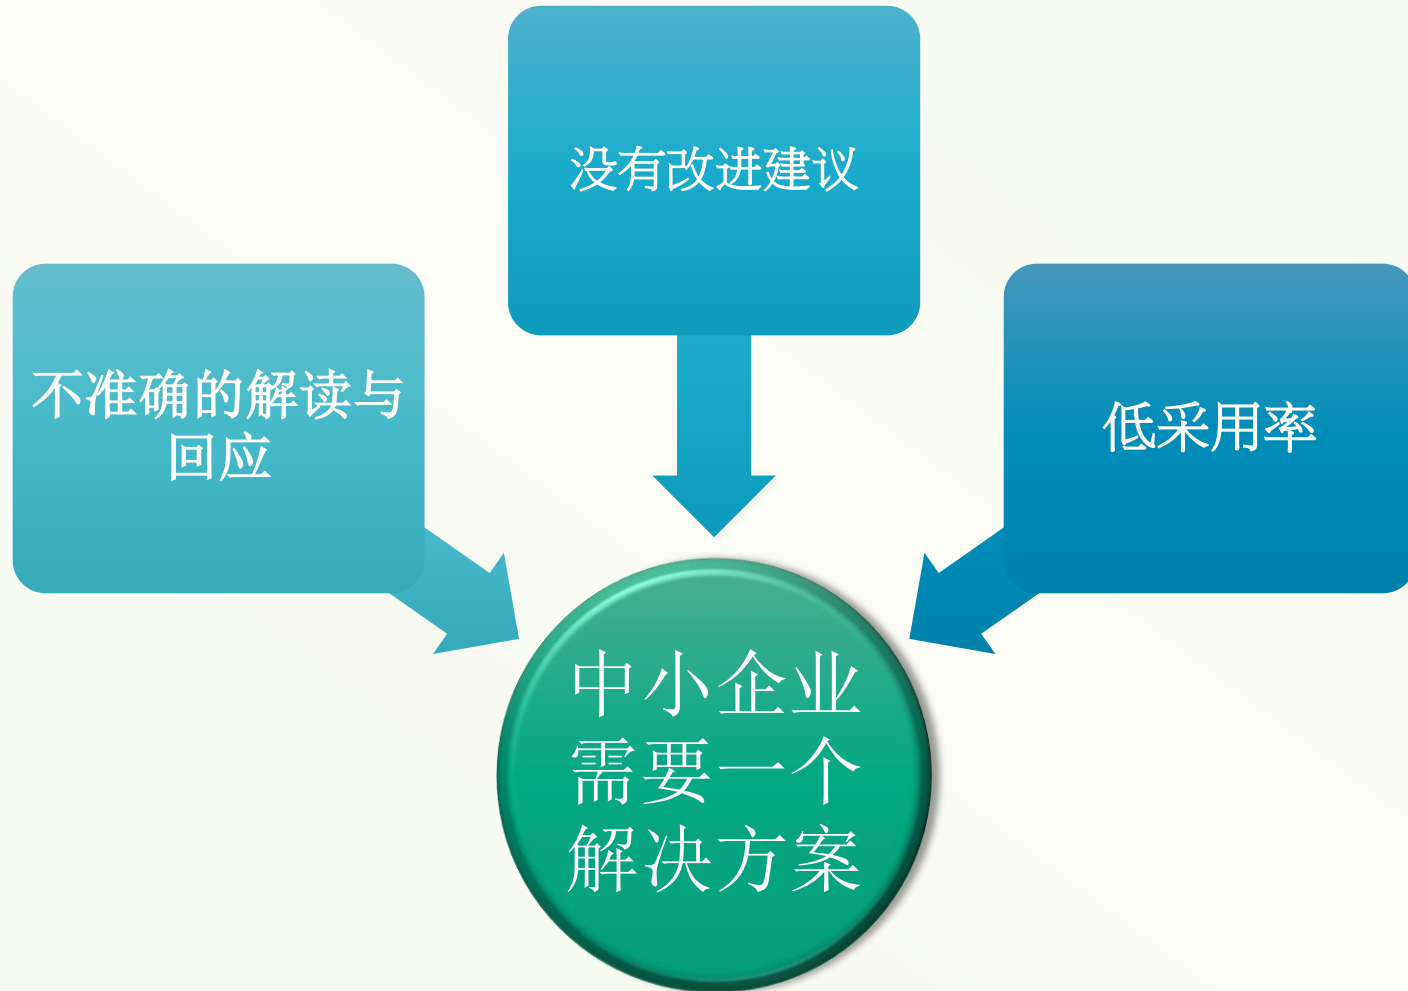 没有改进建议
不准确的解读与
回应
低采用率
中小企业
需要一个
解决方案